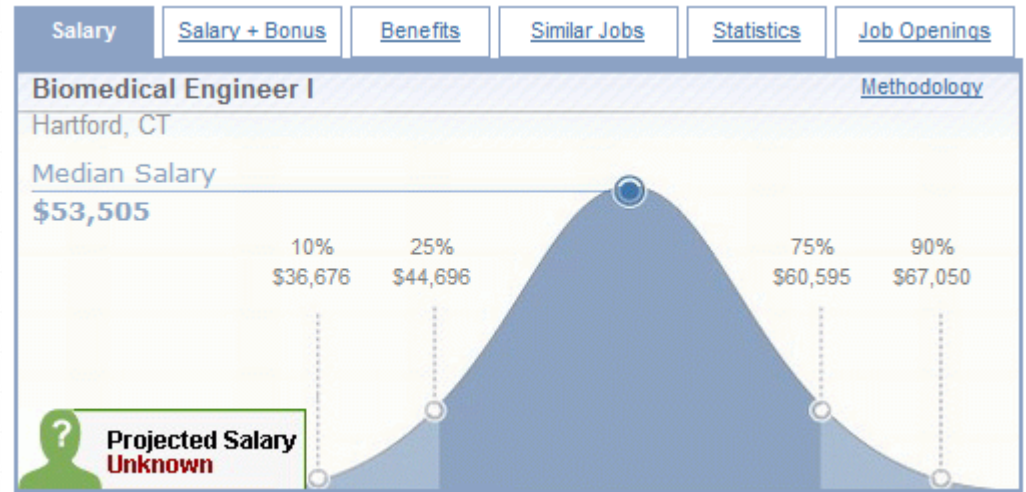 Salary Salary + Bonus Benefits Similar Jobs Statistics Job Openings
Biomedical Engineer I Methodology
Hartford, CT
Median Salary
$53,505
10% 25% 75% 90%
$36,676 $44,696 $60,595 $67,050
?
Projected Salary
Unknown